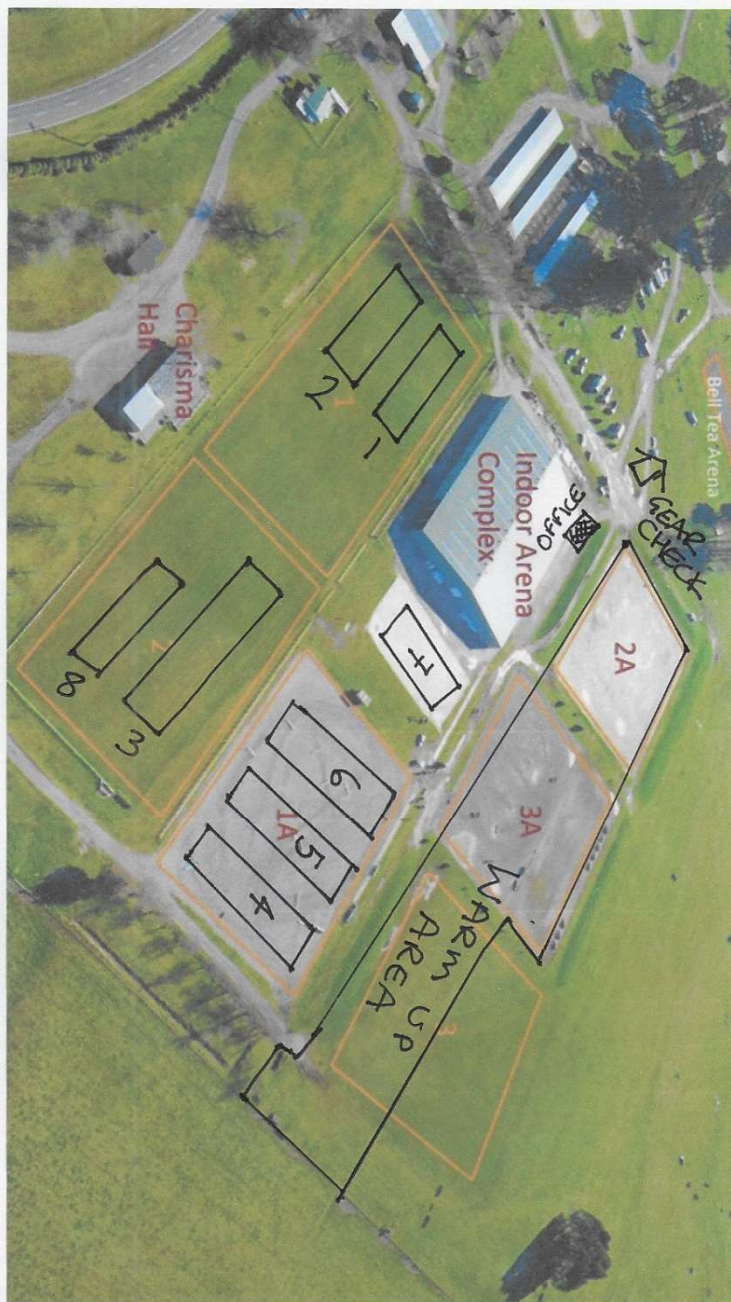 Bell Tea Arena
GEAR
CHECK
OFFICE
Indoor Arena
Complex
2A
3A
WARM UP
AREA
Charisma
Hall
1
2
1
7
8
3
1A
6
5
4